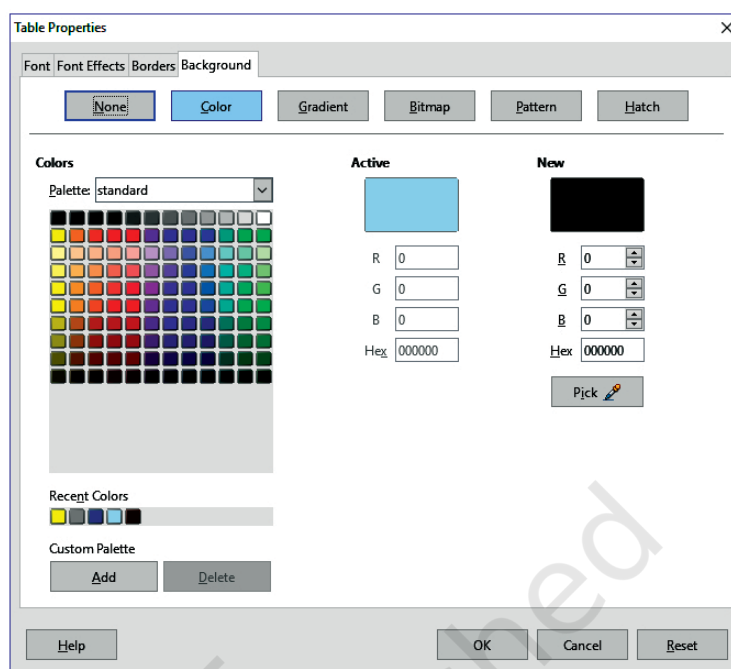 Table Properties
Font Font Effects Borders Background
None Color Gradient Bitmap Pattern Hatch
Colors Active New
Palette: standard
R 0 R 0
G 0 G 0
B 0 B 0
Hex 000000 Hex 000000
Pick
Recent Colors
Custom Palette
Add Delete
Help OK Cancel Reset